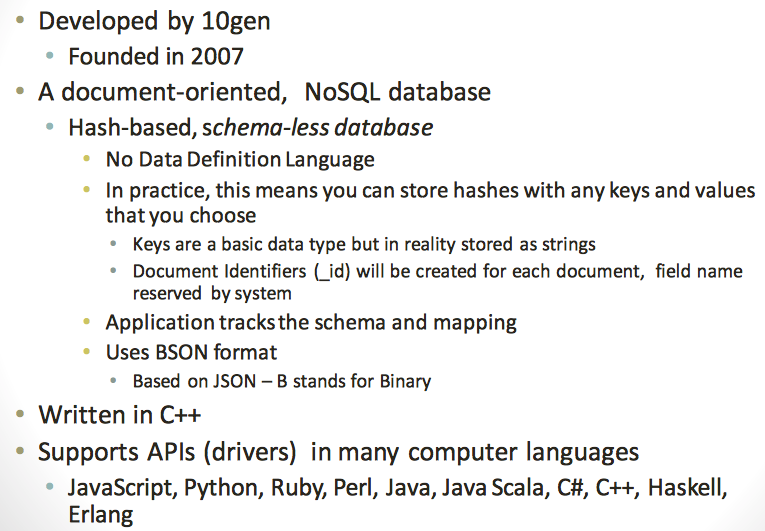 • Developed by 10gen
• Founded in 2007
• A document-oriented, NoSQL database
• Hash-based, schema-less database
• No Data Definition Language
• In practice, this means you can store hashes with any keys and values
that you choose
• Keys are a basic data type but in reality stored as strings
• Document Identifiers (_id) will be created for each document, field name
reserved by system
• Application tracks the schema and mapping
• Uses BSON format
• Based on JSON – B stands for Binary
• Written in C++
• Supports APIs (drivers) in many computer languages
• JavaScript, Python, Ruby, Perl, Java, Java Scala, C#, C++, Haskell,
Erlang